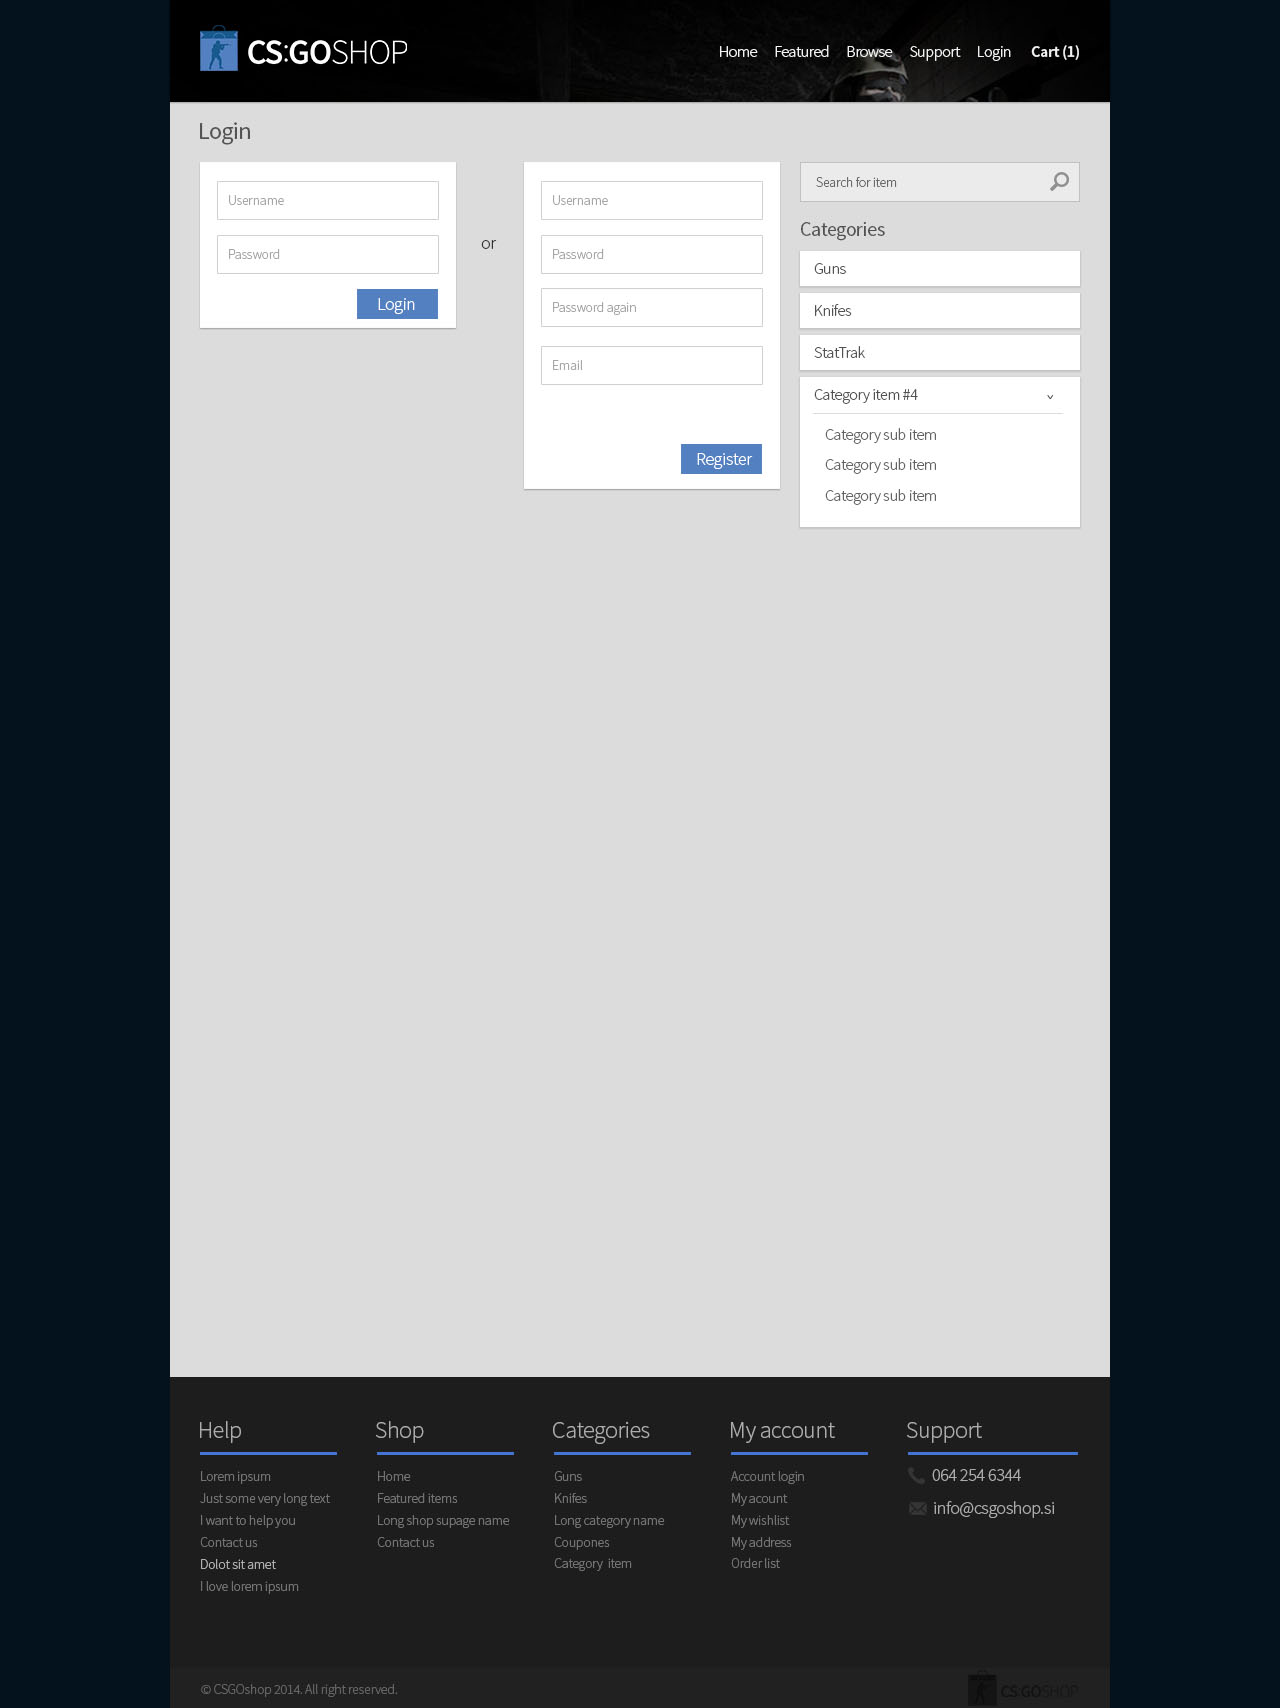 CS:GOSHOP
Home Featured Browse Support Login Cart (1)
Login
Username
Password
Login
or
Username
Password
Password again
Email
Register
Search for item
Categories
Guns
Knifes
StatTrak
Category item #4
Category sub item
Category sub item
Category sub item
Help
Lorem ipsum
Just some very long text
I want to help you
Contact us
Dolot sit amet
I love lorem ipsum
Shop
Home
Featured items
Long shop supage name
Contact us
Categories
Guns
Knifes
Long category name
Coupones
Category item
My account
Account login
My acount
My wishlist
My address
Order list
Support
064 254 6344
info@csgoshop.si
© CSGOshop 2014. All right reserved.
CS:GOSHOP